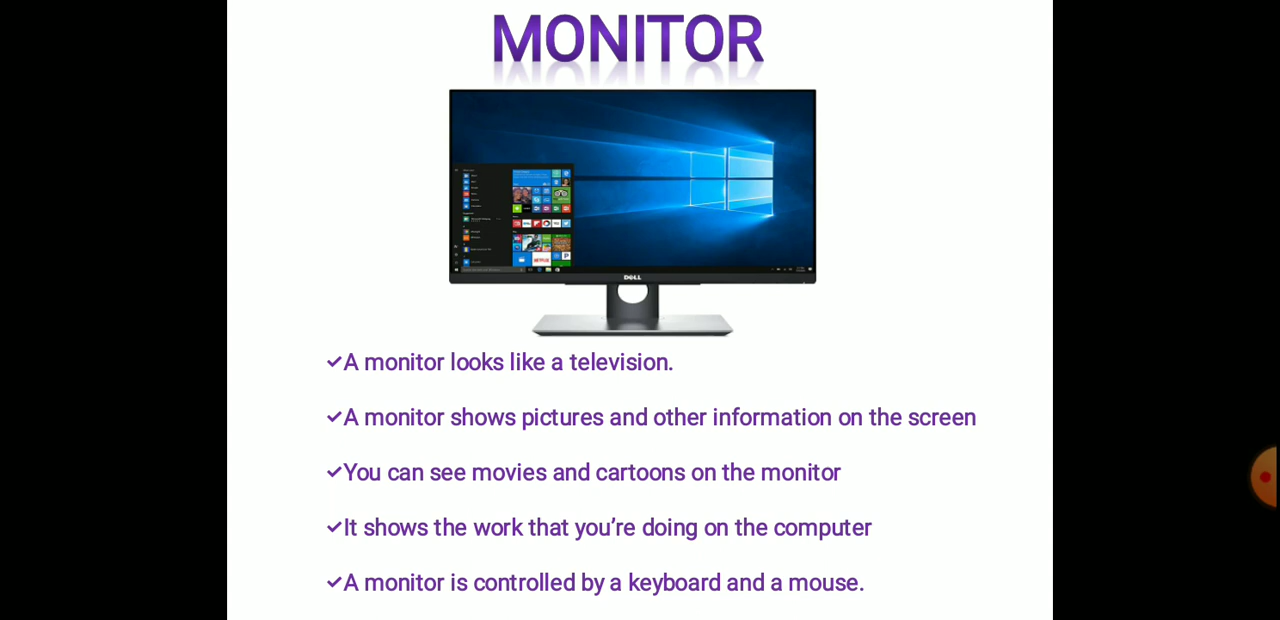 MONITOR
DELL
✓A monitor looks like a television.
✓A monitor shows pictures and other information on the screen
✓You can see movies and cartoons on the monitor
✓It shows the work that you’re doing on the computer
✓A monitor is controlled by a keyboard and a mouse.